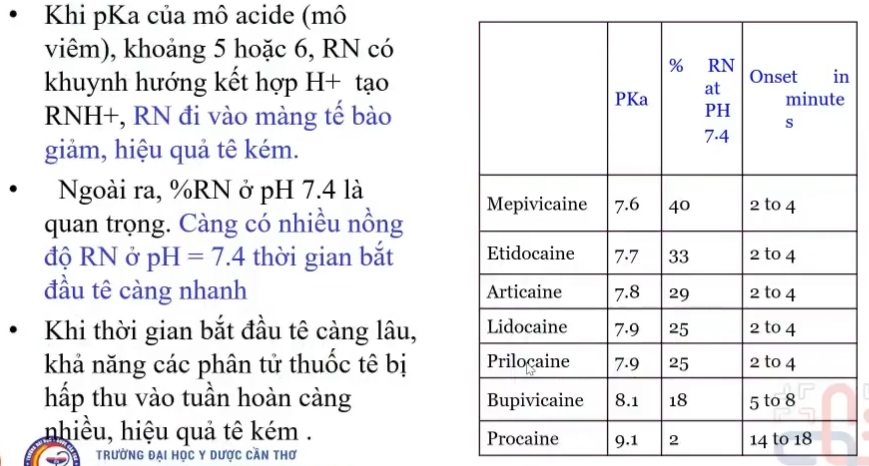 • Khi pKa của mô acide (mô
viêm), khoảng 5 hoặc 6, RN có
khuynh hướng kết hợp H+ tạo
RNH+, RN đi vào màng tế bào
giảm, hiệu quả tê kém.
• Ngoài ra, %RN ở pH 7.4 là
quan trọng. Càng có nhiều nồng
độ RN ở pH = 7.4 thời gian bắt
đầu tê càng nhanh
• Khi thời gian bắt đầu tê càng lâu,
khả năng các phân tử thuốc tê bị
hấp thu vào tuần hoàn càng
nhiều, hiệu quả tê kém .
TRƯỜNG ĐẠI HỌC Y DƯỢC CẦN THƠ
PKa
% RN
at
PH
7.4
Onset in
minute
s
Mepivicaine 7.6 40 2 to 4
Etidocaine 7.7 33 2 to 4
Articaine 7.8 29 2 to 4
Lidocaine 7.9 25 2 to 4
Prilocaine 7.9 25 2 to 4
Bupivicaine 8.1 18 5 to 8
Procaine 9.1 2 14 to 18